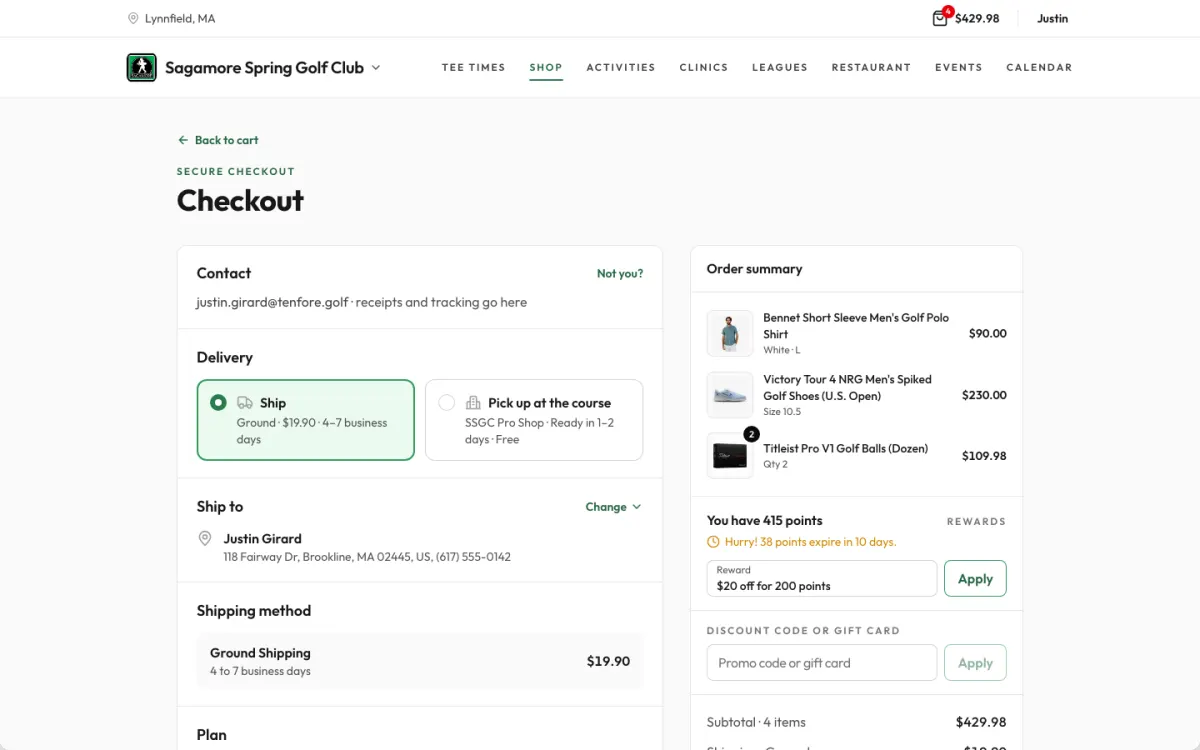 Lynnfield, MA
4
$429.98
Justin
Sagamore Spring Golf Club
TEE TIMES
SHOP
ACTIVITIES
CLINICS
LEAGUES
RESTAURANT
EVENTS
CALENDAR
← Back to cart
SECURE CHECKOUT
Checkout
Contact
Not you?
justin.girard@tenfore.golf · receipts and tracking go here
Delivery
Ship
Ground · $19.90 · 4–7 business
days
Pick up at the course
SSGC Pro Shop · Ready in 1–2
days · Free
Ship to
Change
Justin Girard
118 Fairway Dr, Brookline, MA 02445, US, (617) 555-0142
Shipping method
Ground Shipping
4 to 7 business days
$19.90
Plan
Order summary
Bennet Short Sleeve Men's Golf Polo
Shirt
White · L
$90.00
Victory Tour 4 NRG Men's Spiked
Golf Shoes (U.S. Open)
Size 10.5
$230.00
2
Titleist Pro V1 Golf Balls (Dozen)
Qty 2
$109.98
You have 415 points
REWARDS
Hurry! 38 points expire in 10 days.
Reward
$20 off for 200 points
Apply
DISCOUNT CODE OR GIFT CARD
Promo code or gift card
Apply
Subtotal · 4 items
$429.98